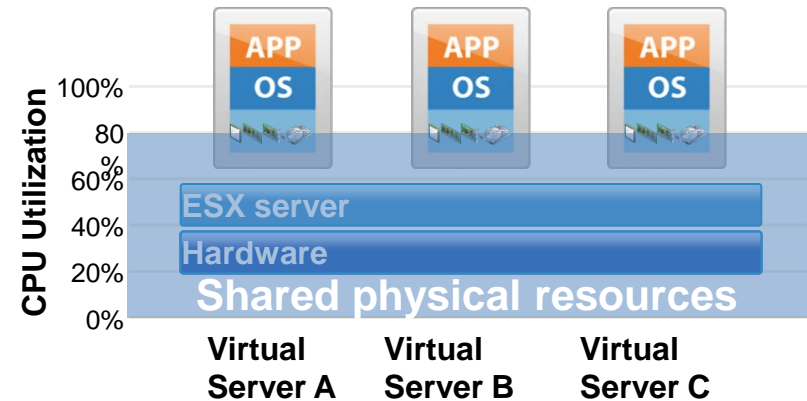 APP
APP
APP
OS
OS
OS
CPU Utilization
100%
80
%
60%
40%
20%
0%
ESX server
Hardware
Shared physical resources
Virtual
Server A
Virtual
Server B
Virtual
Server C